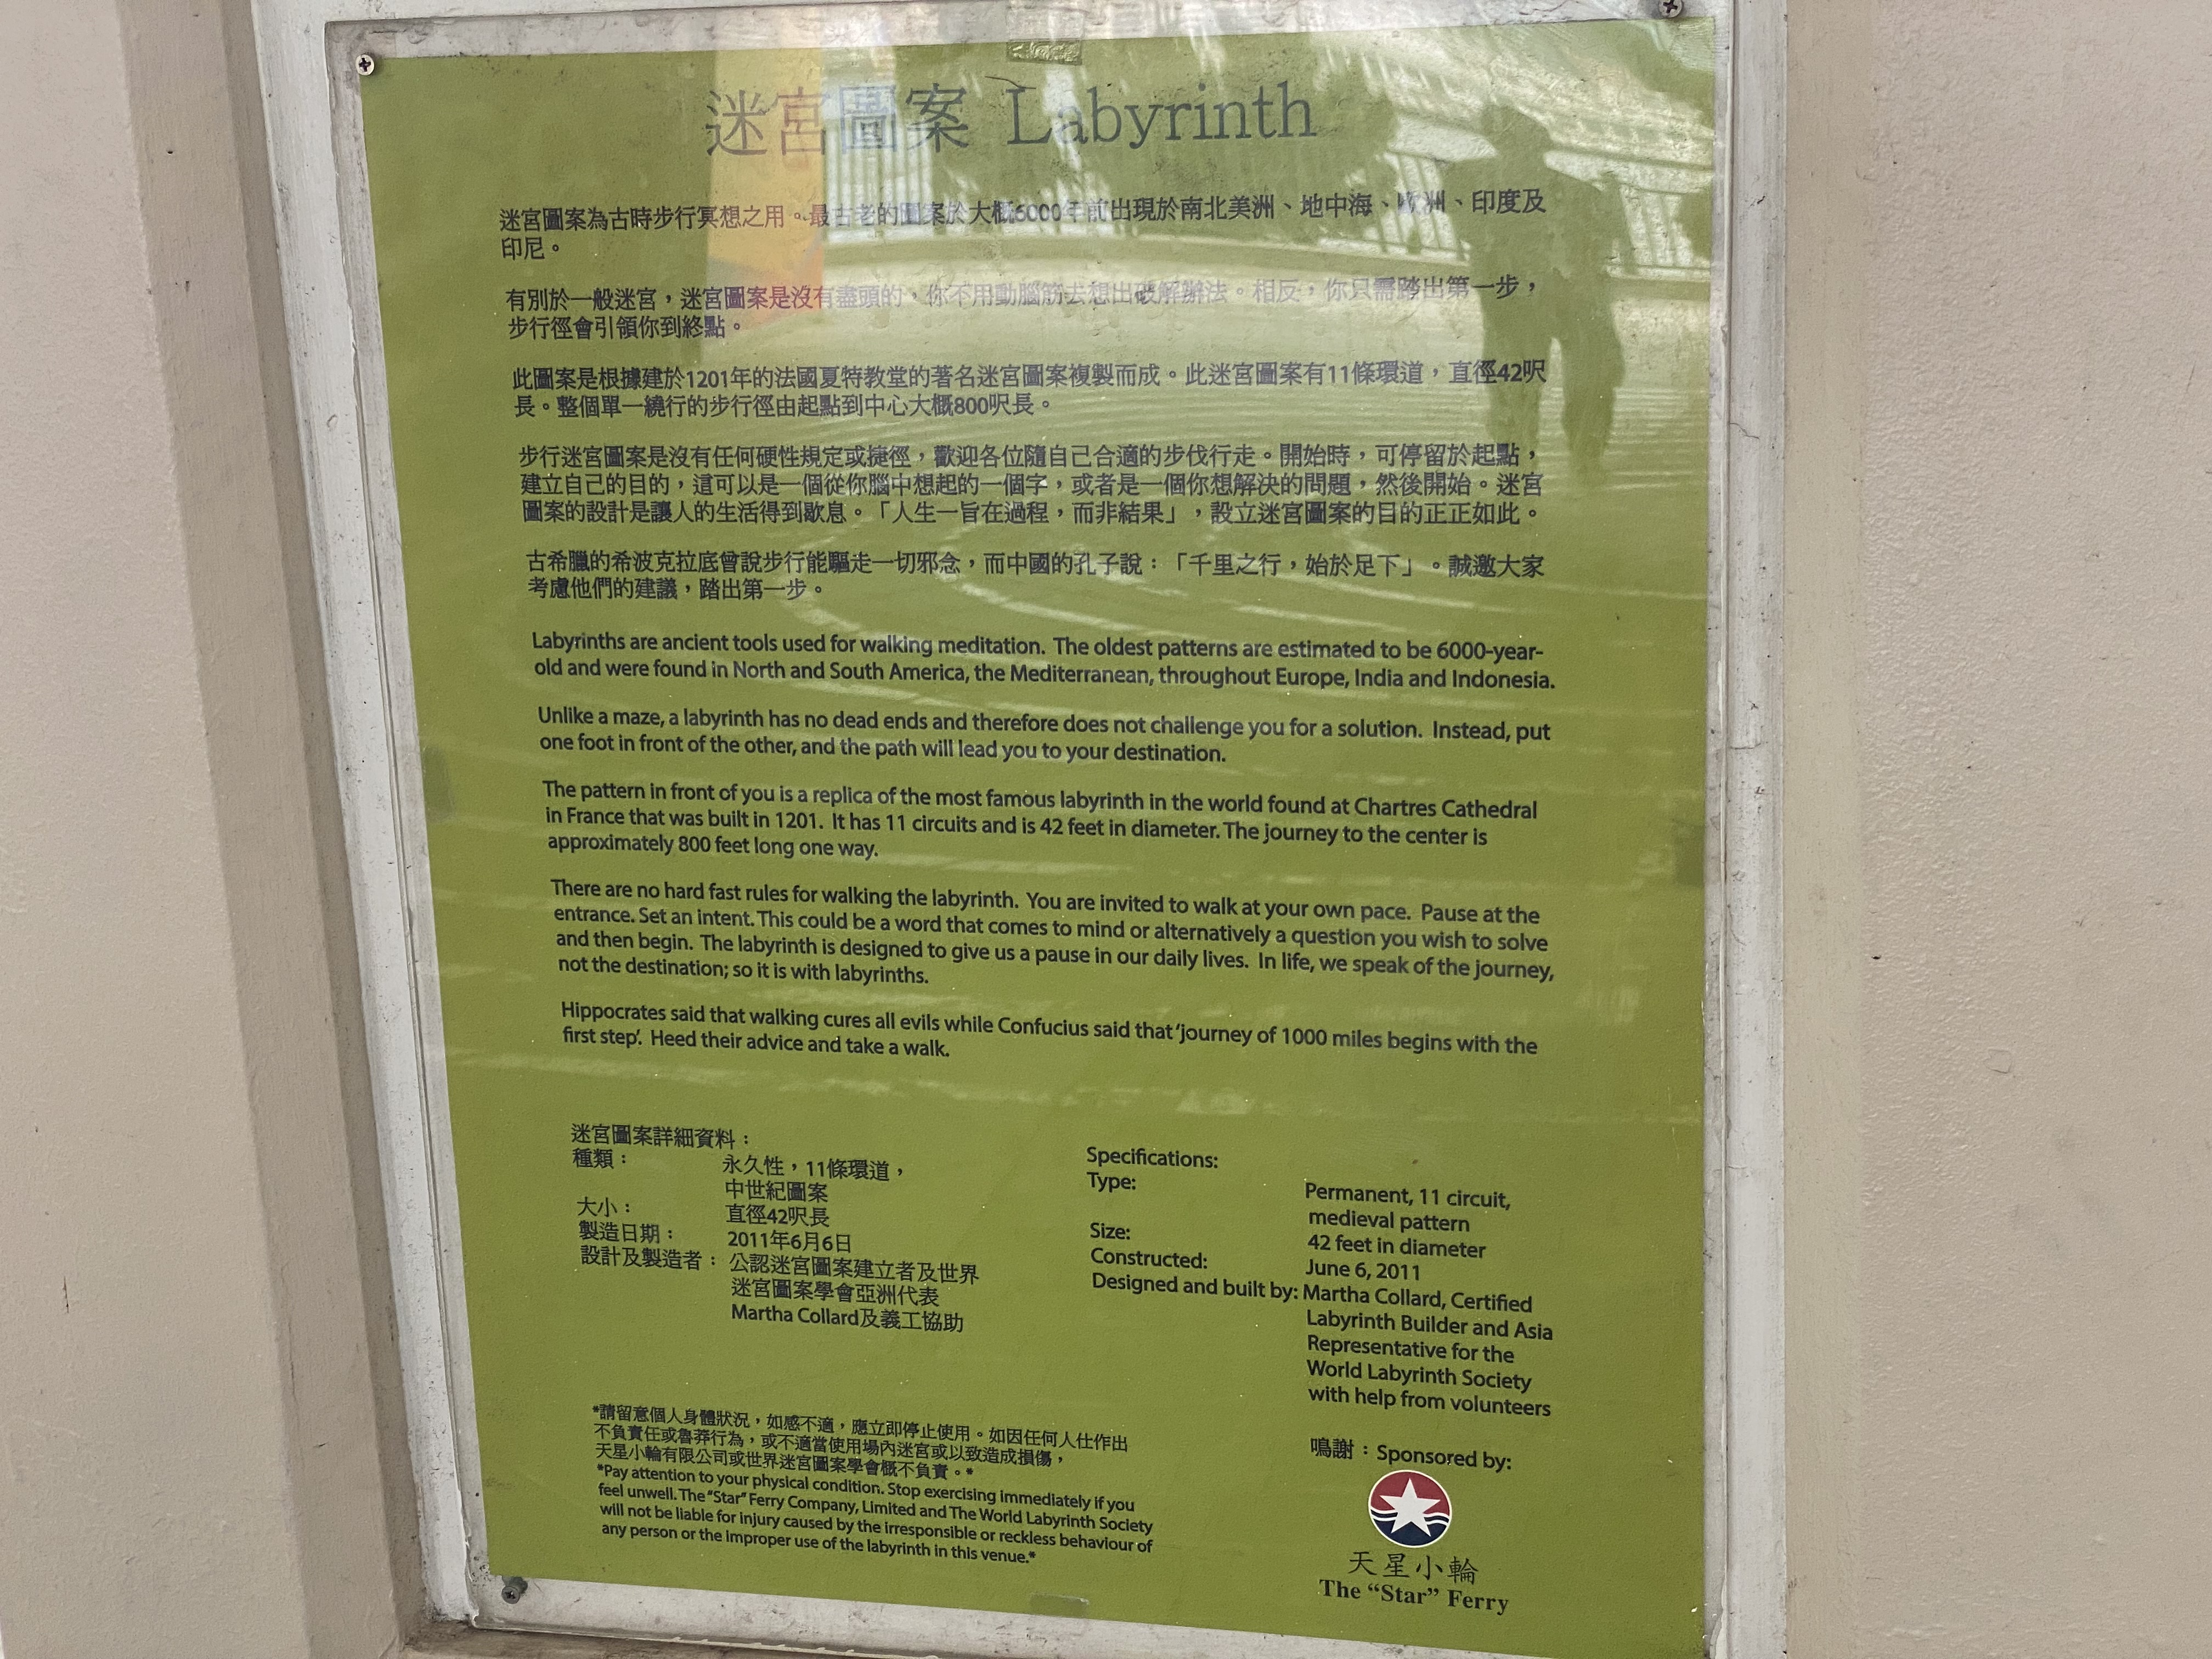 迷宮圖案 Labyrinth
迷宮圖案為古時步行冥想之用。最古老的圖案於大概6000年前出現於南北美洲、地中海、歐洲、印度及
印尼。
有別於一般迷宮，迷宮圖案是沒有盡頭的，你不用動腦筋去想出破解辦法。相反，你只需踏出第一步，
步行徑會引領你到終點。
此圖案是根據建於1201年的法國夏特教堂的著名迷宮圖案複製而成。此迷宮圖案有11條環道，直徑42呎
長。整個單一繞行的步行徑由起點到中心大概800呎長。
步行迷宮圖案是沒有任何硬性規定或捷徑，歡迎各位隨自己合適的步伐行走。開始時，可停留於起點，
建立自己的目的，這可以是一個從你腦中想起的一個字，或者是一個你想解決的問題，然後開始。迷宮
圖案的設計是讓人的生活得到歇息。「人生一旨在過程，而非結果」，設立迷宮圖案的目的正正如此。
古希臘的希波克拉底曾說步行能驅走一切邪念，而中國的孔子說：「千里之行，始於足下」。誠邀大家
考慮他們的建議，踏出第一步。
Labyrinths are ancient tools used for walking meditation. The oldest patterns are estimated to be 6000-year-
old and were found in North and South America, the Mediterranean, throughout Europe, India and Indonesia.
Unlike a maze, a labyrinth has no dead ends and therefore does not challenge you for a solution. Instead, put
one foot in front of the other, and the path will lead you to your destination.
The pattern in front of you is a replica of the most famous labyrinth in the world found at Chartres Cathedral
in France that was built in 1201. It has 11 circuits and is 42 feet in diameter. The journey to the center is
approximately 800 feet long one way.
There are no hard fast rules for walking the labyrinth. You are invited to walk at your own pace. Pause at the
entrance. Set an intent. This could be a word that comes to mind or alternatively a question you wish to solve
and then begin. The labyrinth is designed to give us a pause in our daily lives. In life, we speak of the journey,
not the destination; so it is with labyrinths.
Hippocrates said that walking cures all evils while Confucius said that 'journey of 1000 miles begins with the
first step'. Heed their advice and take a walk.
迷宮圖案詳細資料：
種類： 永久性，11條環道，
中世紀圖案
大小： 直徑42呎長
製造日期： 2011年6月6日
設計及製造者： 公認迷宮圖案建立者及世界
迷宮圖案學會亞洲代表
Martha Collard及義工協助
Specifications:
Type: Permanent, 11 circuit,
medieval pattern
Size: 42 feet in diameter
Constructed: June 6, 2011
Designed and built by: Martha Collard, Certified
Labyrinth Builder and Asia
Representative for the
World Labyrinth Society
with help from volunteers
*請留意個人身體狀況，如感不適，應立即停止使用。如因任何人仕作出
不負責任或魯莽行為，或不適當使用場內迷宮或以致造成損傷，
天星小輪有限公司或世界迷宮圖案學會概不負責。*
*Pay attention to your physical condition. Stop exercising immediately if you
feel unwell. The "Star" Ferry Company, Limited and The World Labyrinth Society
will not be liable for injury caused by the irresponsible or reckless behaviour of
any person or the improper use of the labyrinth in this venue.*
鳴謝：Sponsored by:
天星小輪
The "Star" Ferry